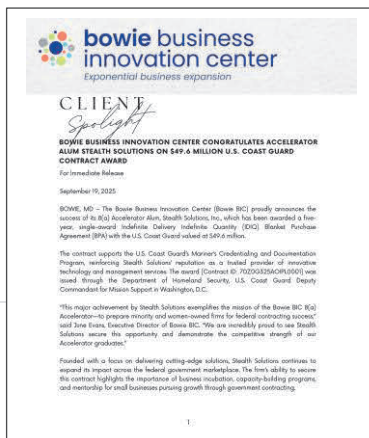 bowie business
innovation center
Exponential business expansion
CLIENT
Spotlight
BOWIE BUSINESS INNOVATION CENTER CONGRATULATES ACCELERATOR
ALUM STEALTH SOLUTIONS ON $49.6 MILLION U.S. COAST GUARD
CONTRACT AWARD
For Immediate Release
September 19, 2025
BOWIE, MD – The Bowie Business Innovation Center (Bowie BIC) proudly announces the
success of its 8(a) Accelerator Alum, Stealth Solutions, Inc., which has been awarded a five-
year, single-award Indefinite Delivery Indefinite Quantity (IDIQ) Blanket Purchase
Agreement (BPA) with the U.S. Coast Guard valued at $49.6 million.
The contract supports the U.S. Coast Guard's Mariner's Credentialing and Documentation
Program, reinforcing Stealth Solutions' reputation as a trusted provider of innovative
technology and management services. The award (Contract ID: 70Z0G325AOIPL0001) was
issued through the Department of Homeland Security, U.S. Coast Guard Deputy
Commandant for Mission Support in Washington, D.C.
"This major achievement by Stealth Solutions exemplifies the mission of the Bowie BIC 8(a)
Accelerator—to prepare minority and women-owned firms for federal contracting success,"
said June Evans, Executive Director of Bowie BIC. "We are incredibly proud to see Stealth
Solutions secure this opportunity and demonstrate the competitive strength of our
Accelerator graduates."
Founded with a focus on delivering cutting-edge solutions, Stealth Solutions continues to
expand its impact across the federal government marketplace. The firm's ability to secure
this contract highlights the importance of business incubation, capacity-building programs,
and mentorship for small businesses pursuing growth through government contracting.
1